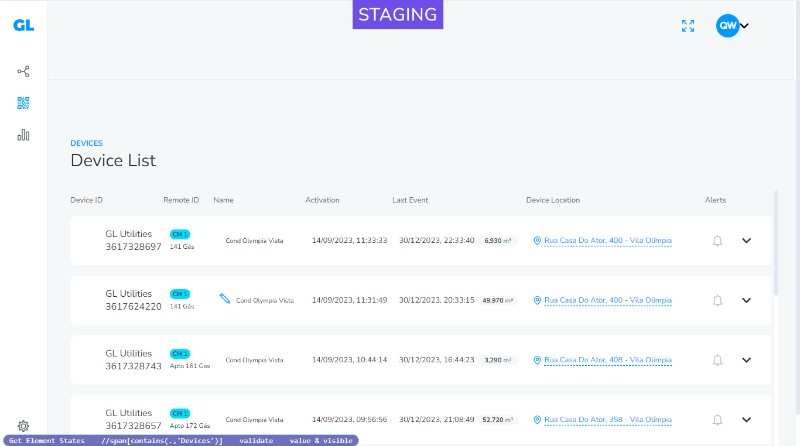 STAGING
GL
QW
DEVICES
Device List
Device ID Remote ID Name Activation Last Event Device Location Alerts
GL Utilities CH 1
3617328697 141 Gás Cond Olympia Vista 14/09/2023, 11:33:33 30/12/2023, 22:33:40 6,930 m³ Rua Casa Do Ator, 400 - Vila Olímpia
GL Utilities CH 1
3617624220 141 Gás Cond Olympia Vista 14/09/2023, 11:31:49 30/12/2023, 20:33:15 49,970 m³ Rua Casa Do Ator, 400 - Vila Olímpia
GL Utilities CH 1
3617328743 Apto 161 Gas Cond Olympia Vista 14/09/2023, 10:44:14 30/12/2023, 16:44:23 3,290 m³ Rua Casa Do Ator, 408 - Vila Olímpia
GL Utilities CH 1
3617328657 Apto 172 Gas Cond Olympia Vista 14/09/2023, 09:56:56 30/12/2023, 21:08:49 52,720 m³ Rua Casa Do Ator, 358 - Vila Olímpia
Get Element States //span[contains(.,'Devices')] validate value & visible